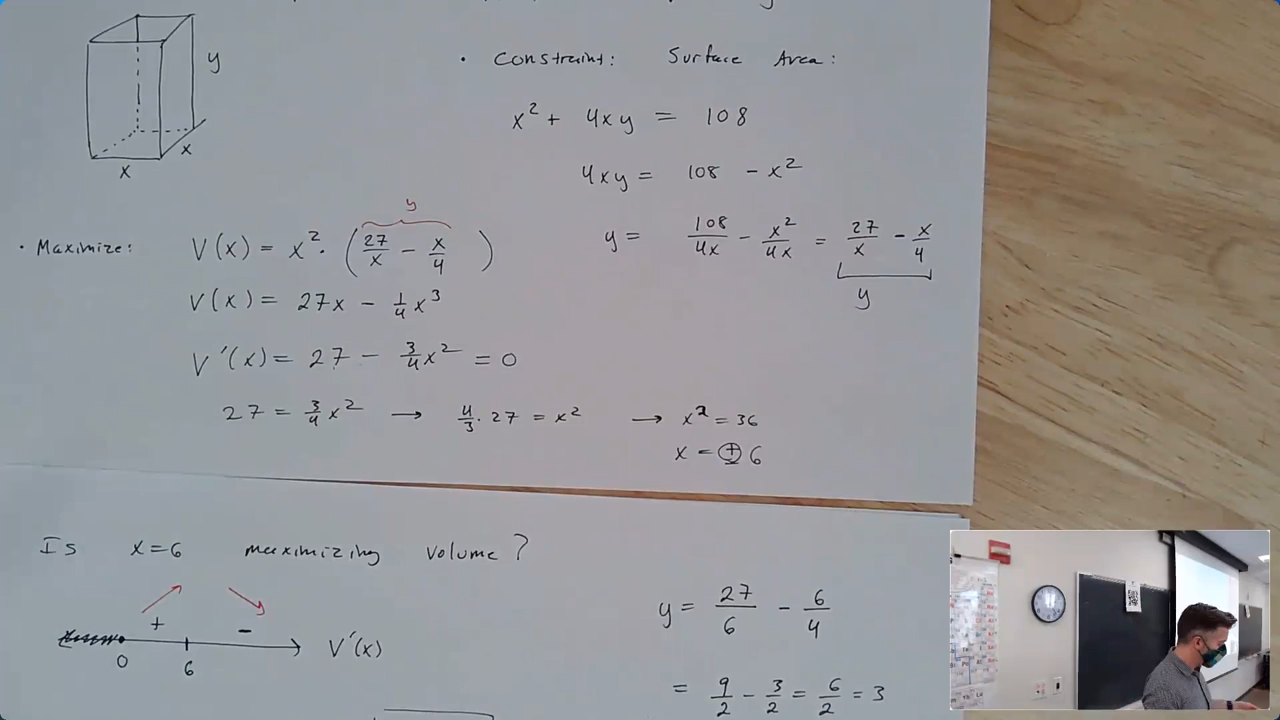 y
x
x
• Constraint: Surface Area:
x² + 4xy = 108
4xy = 108 - x²
y = 108/4x - x²/4x = 27/x - x/4
y
y
• Maximize: V(x) = x² · (27/x - x/4)
V(x) = 27x - 1/4 x³
V'(x) = 27 - 3/4 x² = 0
27 = 3/4 x² → 4/3 · 27 = x² → x² = 36
x = ± 6
Is x=6 maximizing volume?
+ -
0 6 V'(x)
y = 27/6 - 6/4
= 9/2 - 3/2 = 6/2 = 3